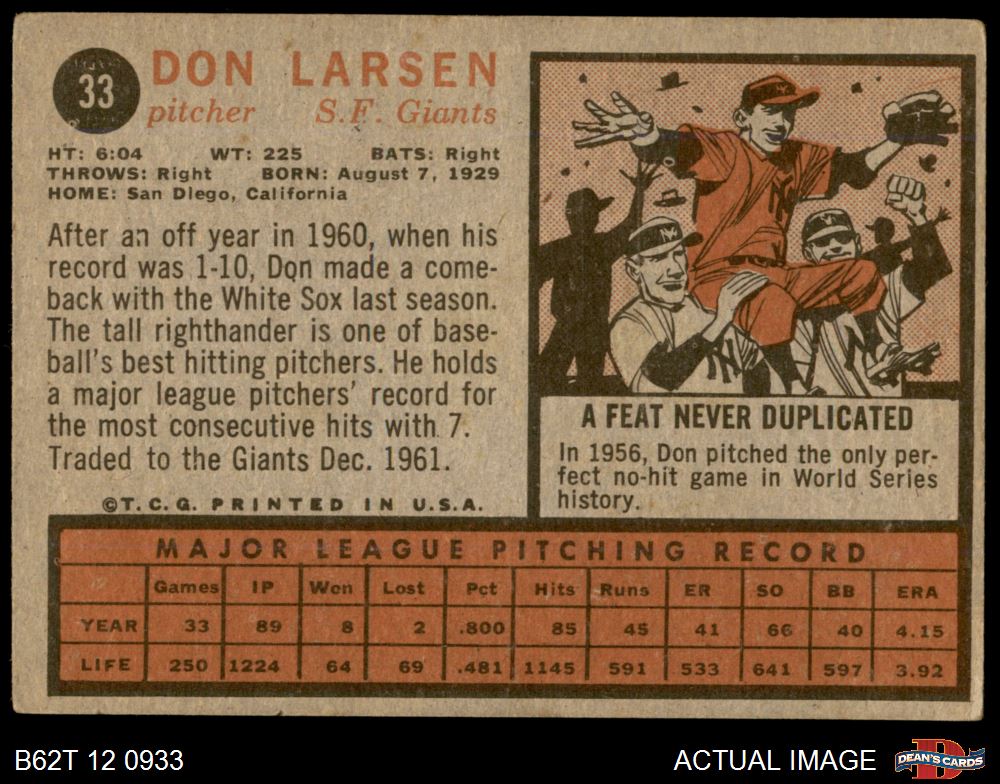 33
DON LARSEN
pitcher S.F. Giants
HT: 6:04 WT: 225 BATS: Right
THROWS: Right BORN: August 7, 1929
HOME: San Diego, California
After an off year in 1960, when his
record was 1-10, Don made a come-
back with the White Sox last season.
The tall righthander is one of base-
ball's best hitting pitchers. He holds
a major league pitchers' record for
the most consecutive hits with 7.
Traded to the Giants Dec. 1961.
©T.C.G. PRINTED IN U.S.A.
NY
M
M
NY
NY
A FEAT NEVER DUPLICATED
In 1956, Don pitched the only per-
fect no-hit game in World Series
history.
MAJOR LEAGUE PITCHING RECORD
Games IP Won Lost Pct Hits Runs ER SO BB ERA
YEAR 33 89 8 2 .800 85 45 41 66 40 4.15
LIFE 250 1224 64 69 .481 1145 591 533 641 597 3.92
B62T 12 0933 ACTUAL IMAGE DEAN'S CARDS